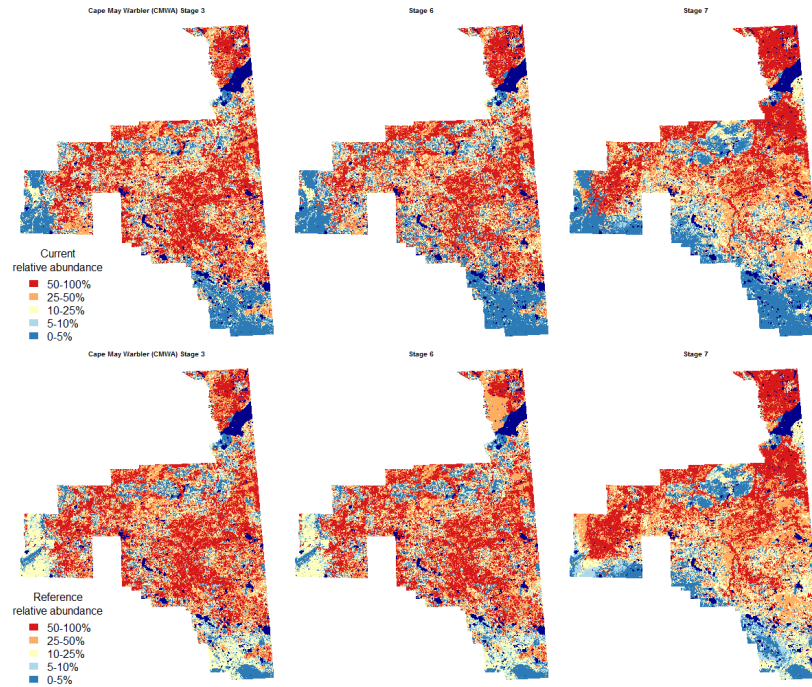 Cape May Warbler (CMWA) Stage 3
Stage 6
Stage 7
Current
relative abundance
50-100%
25-50%
10-25%
5-10%
0-5%
Cape May Warbler (CMWA) Stage 3
Stage 6
Stage 7
Reference
relative abundance
50-100%
25-50%
10-25%
5-10%
0-5%